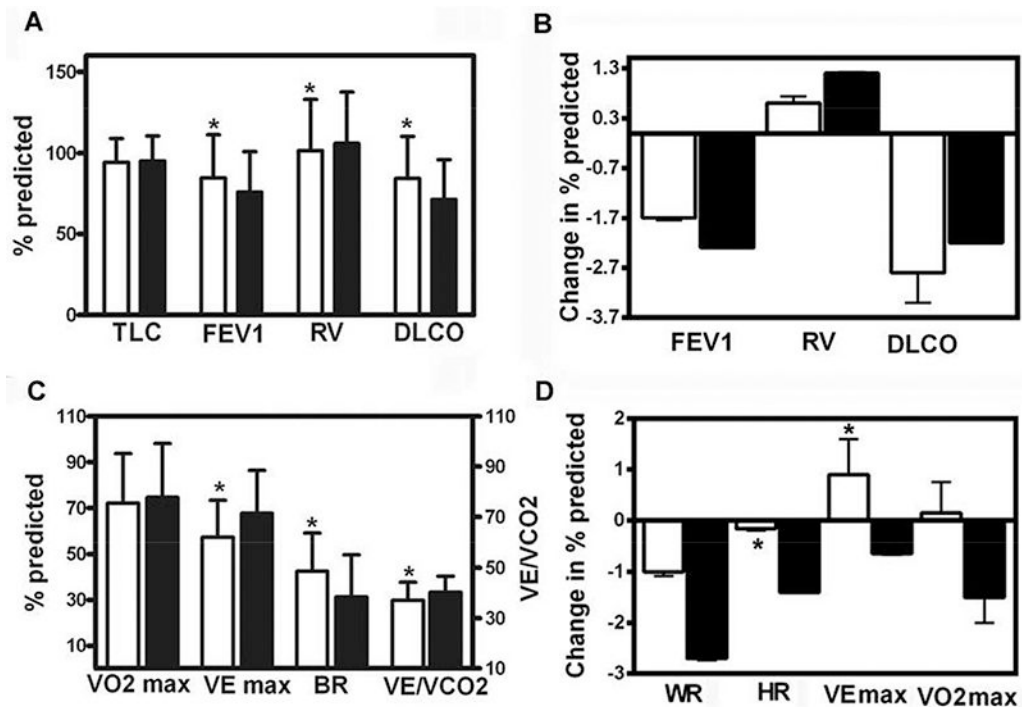 A
% predicted
150
100
50
0
*
*
*
TLC FEV1 RV DLCO
B
Change in % predicted
1.3
0.3
-0.7
-1.7
-2.7
-3.7
FEV1 RV DLCO
C
% predicted
110
90
70
50
30
10
*
*
*
110
90
70
50
30
10
VE/VCO2
VO2 max VE max BR VE/VCO2
D
Change in % predicted
2
1
0
-1
-2
-3
*
*
WR HR VEmax VO2max